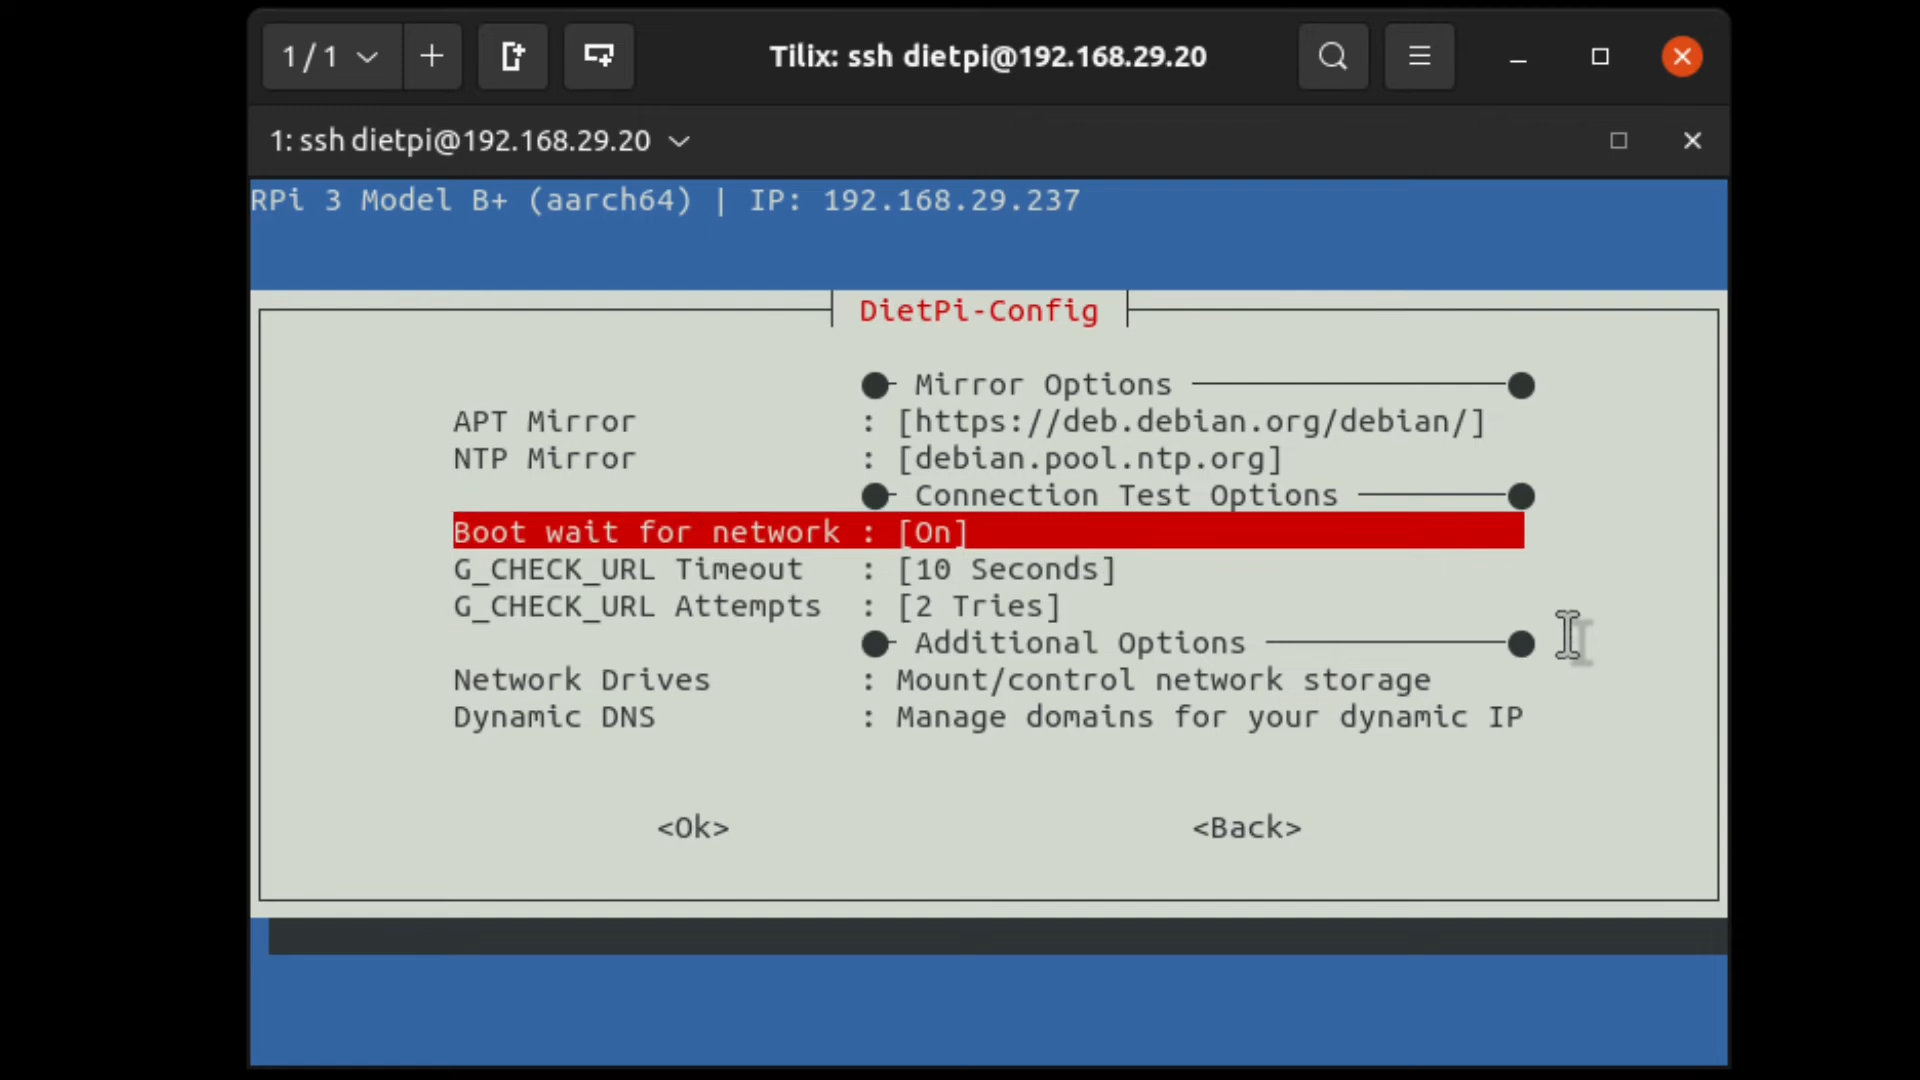 1 / 1
Tilix: ssh dietpi@192.168.29.20
1: ssh dietpi@192.168.29.20
RPi 3 Model B+ (aarch64) | IP: 192.168.29.237
DietPi-Config
Mirror Options
APT Mirror : [https://deb.debian.org/debian/]
NTP Mirror : [debian.pool.ntp.org]
Connection Test Options
Boot wait for network : [On]
G_CHECK_URL Timeout : [10 Seconds]
G_CHECK_URL Attempts : [2 Tries]
Additional Options
Network Drives : Mount/control network storage
Dynamic DNS : Manage domains for your dynamic IP
<Ok> <Back>